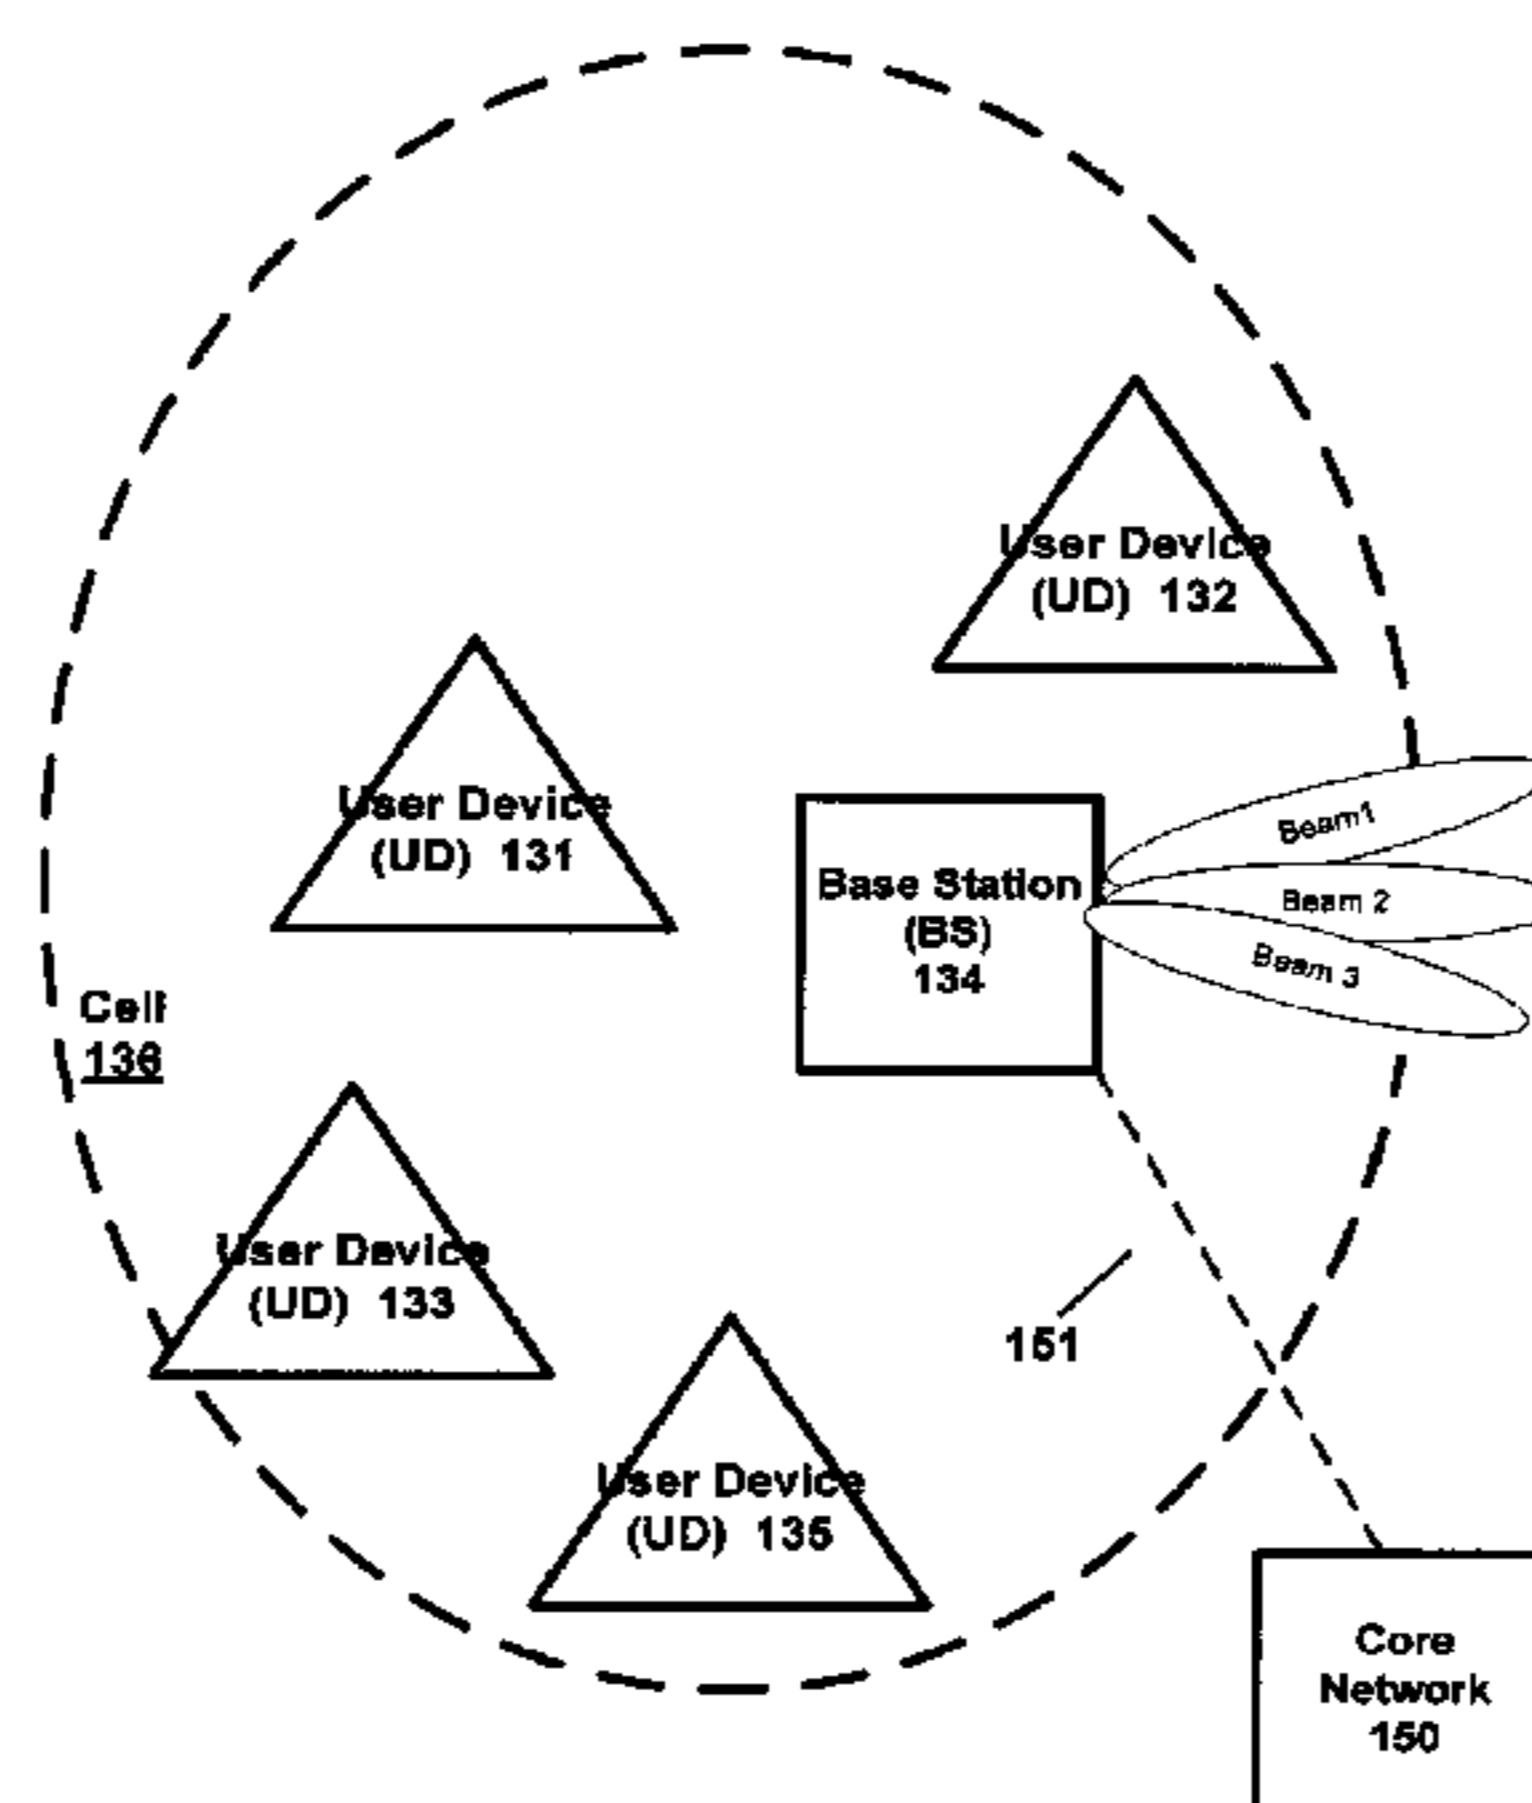 User Device
(UD) 132
User Device
(UD) 131
Beam1
Base Station
(BS)
134
Beam 2
Beam 3
Cell
136
User Device
(UD) 133
151
User Device
(UD) 135
Core
Network
150